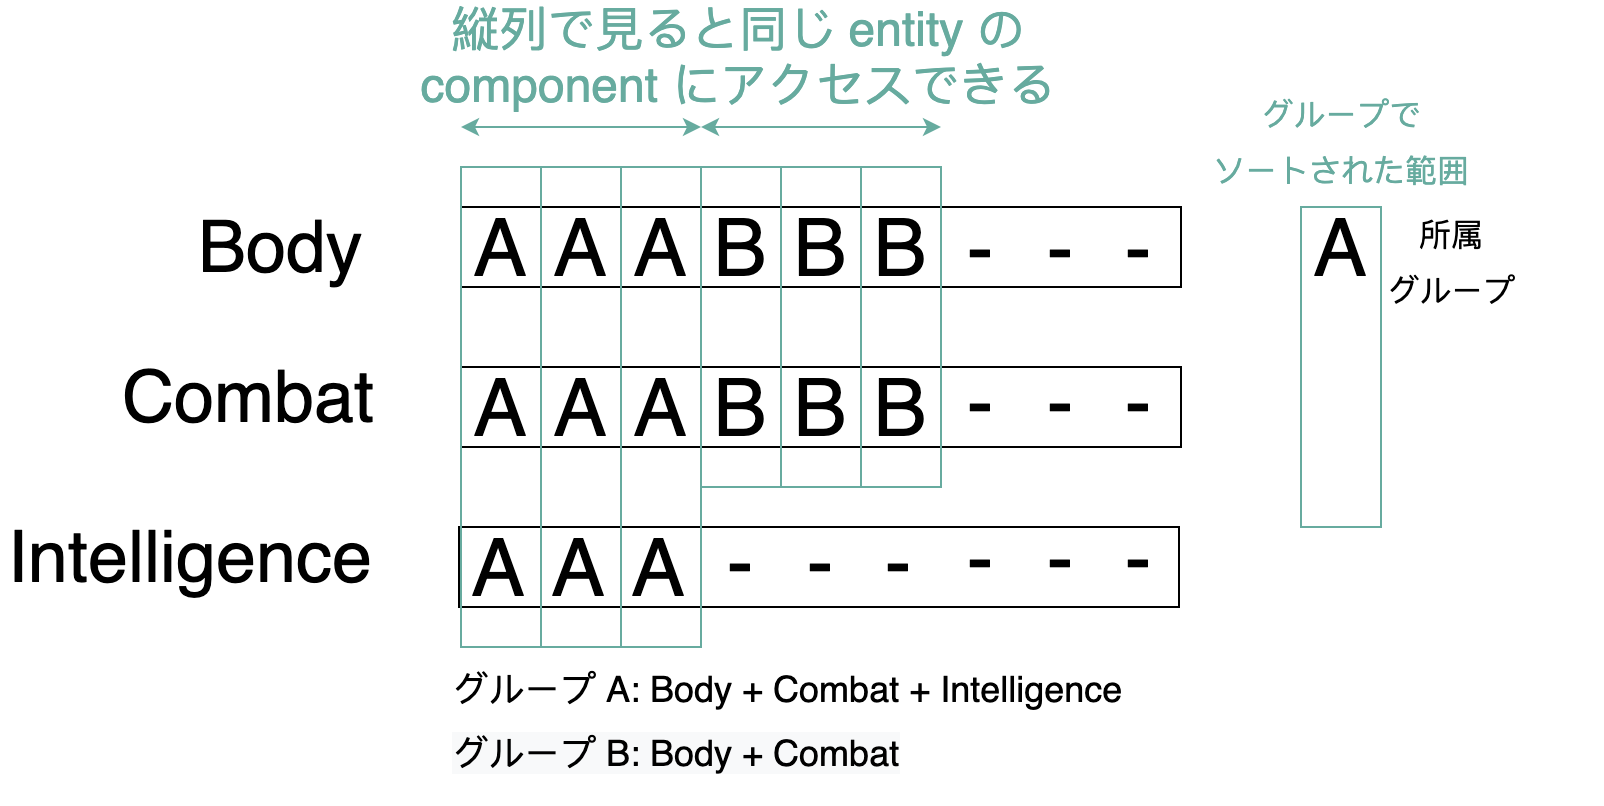 縦列で見ると同じ entity の
component にアクセスできる
グループで
ソートされた範囲
Body A A A B B B - - -
A 所属
グループ
Combat A A A B B B - - -
Intelligence A A A - - - - - -
グループ A: Body + Combat + Intelligence
グループ B: Body + Combat